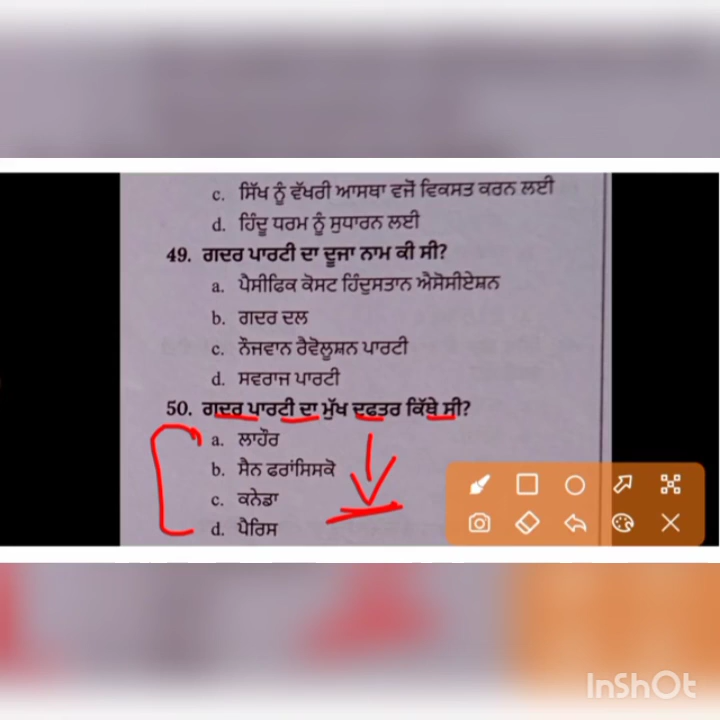 c. ਸਿੱਖ ਨੂੰ ਵੱਖਰੀ ਆਸਥਾ ਵਜੋਂ ਵਿਕਸਤ ਕਰਨ ਲਈ
d. ਹਿੰਦੂ ਧਰਮ ਨੂੰ ਸੁਧਾਰਨ ਲਈ
49. ਗਦਰ ਪਾਰਟੀ ਦਾ ਦੂਜਾ ਨਾਮ ਕੀ ਸੀ?
a. ਪੈਸੀਫਿਕ ਕੋਸਟ ਹਿੰਦੁਸਤਾਨ ਐਸੋਸੀਏਸ਼ਨ
b. ਗਦਰ ਦਲ
c. ਨੌਜਵਾਨ ਰੈਵੋਲੂਸ਼ਨ ਪਾਰਟੀ
d. ਸਵਰਾਜ ਪਾਰਟੀ
50. ਗਦਰ ਪਾਰਟੀ ਦਾ ਮੁੱਖ ਦਫਤਰ ਕਿੱਥੇ ਸੀ?
a. ਲਾਹੌਰ
b. ਸੈਨ ਫਰਾਂਸਿਸਕੋ
c. ਕਨੇਡਾ
d. ਪੈਰਿਸ
InShOt